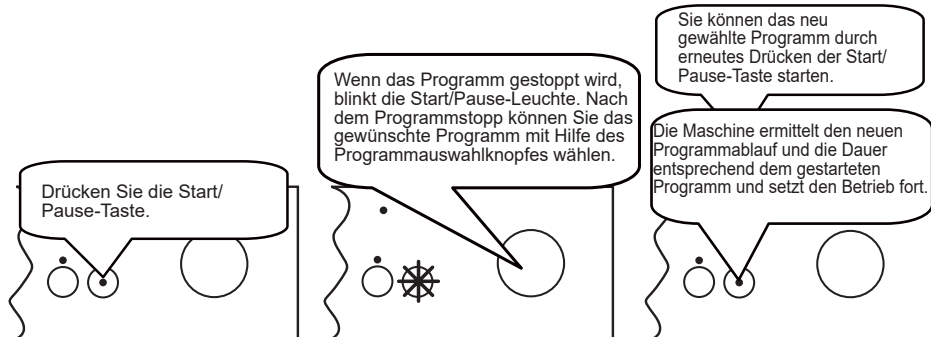 Drücken Sie die Start/
Pause-Taste.
Wenn das Programm gestoppt wird,
blinkt die Start/Pause-Leuchte. Nach
dem Programmstopp können Sie das
gewünschte Programm mit Hilfe des
Programmauswahlknopfes wählen.
Sie können das neu
gewählte Programm durch
erneutes Drücken der Start/
Pause-Taste starten.
Die Maschine ermittelt den neuen
Programmablauf und die Dauer
entsprechend dem gestarteten
Programm und setzt den Betrieb fort.